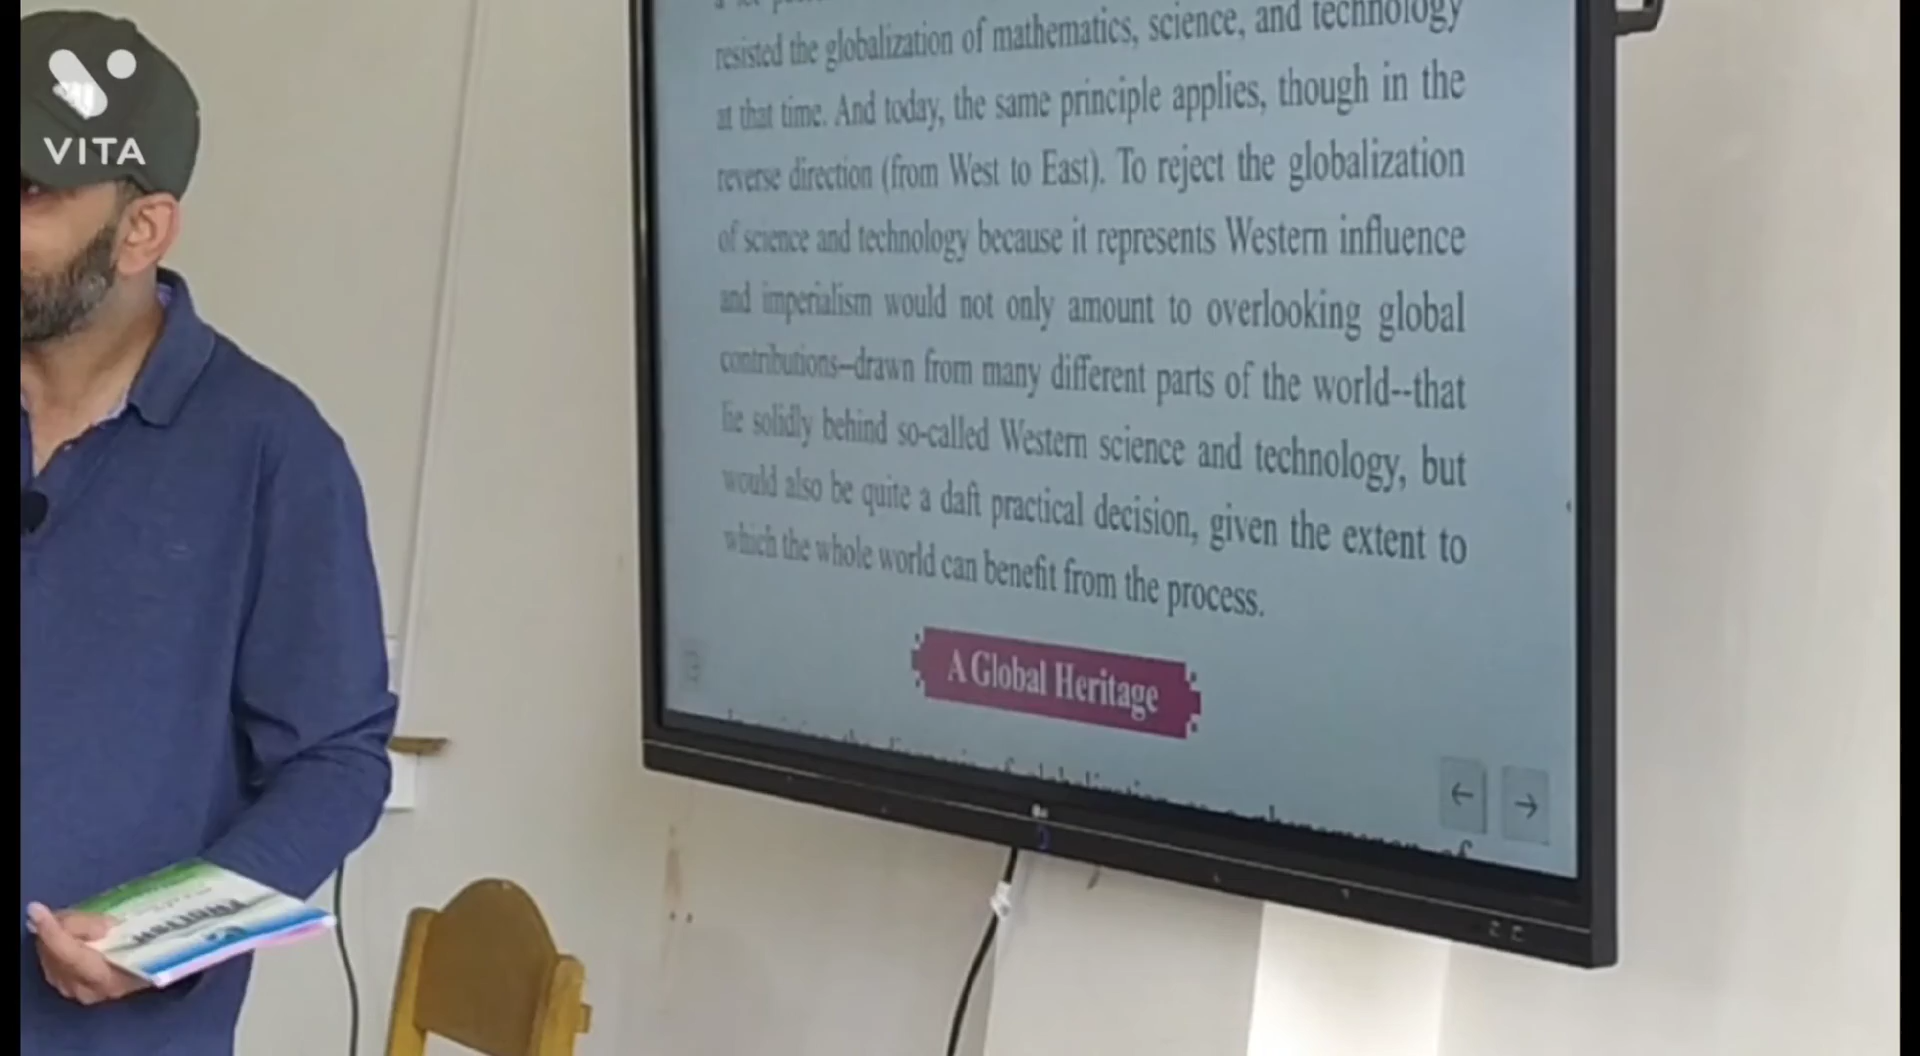 VITA
resisted the globalization of mathematics, science, and technology
at that time. And today, the same principle applies, though in the
reverse direction (from West to East). To reject the globalization
of science and technology because it represents Western influence
and imperialism would not only amount to overlooking global
contributions--drawn from many different parts of the world--that
lie solidly behind so-called Western science and technology, but
would also be quite a daft practical decision, given the extent to
which the whole world can benefit from the process.
A Global Heritage
←
→
ENGLISH